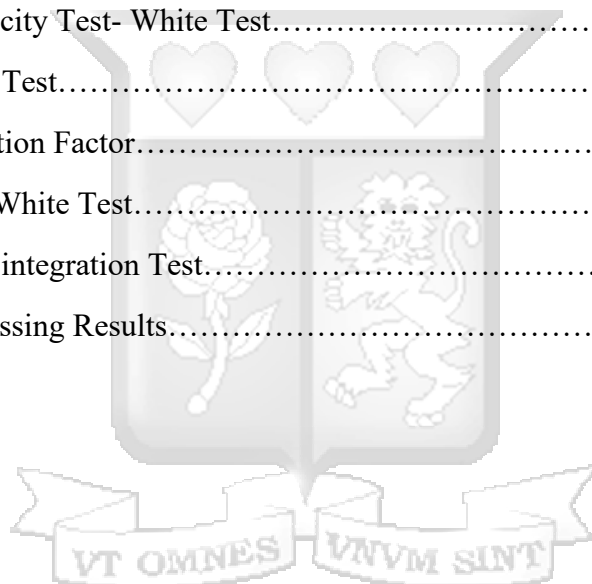 city Test- White Test……………………………
Test……………………………………………………
tion Factor…………………………………………
White Test…………………………………………
integration Test…………………………………
ssing Results………………………………………
VT OMNES VNVM SINT